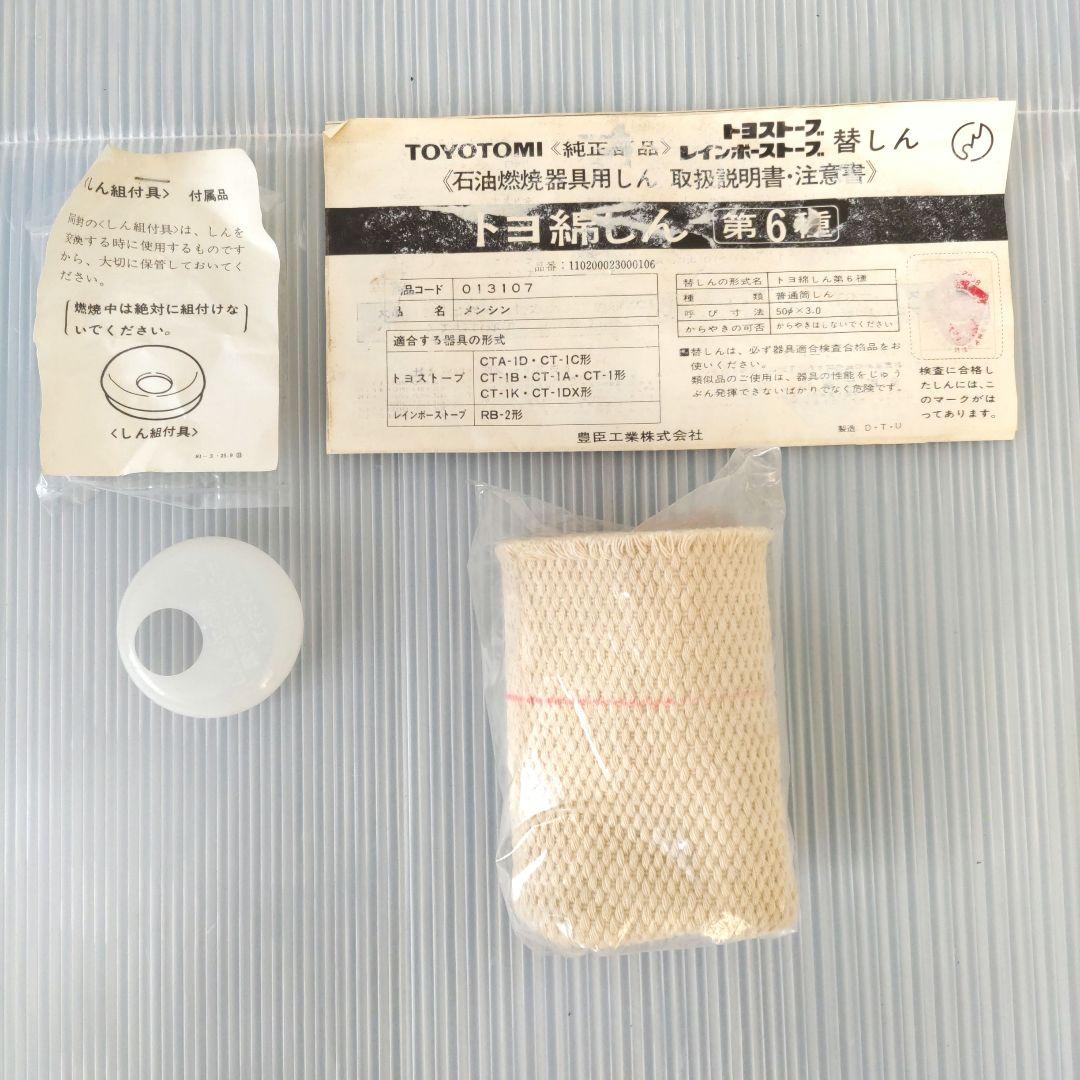 しん組付具> 付属品
同封の<しん組付具>は、しんを
交換する時に使用するものです
から、大切に保管しておいてく
ださい。
燃焼中は絶対に組付けな
いでください。
<しん組付具>
TOYOTOMI《純正部品》トヨストーブ レインボーストーブ 替しん
《石油燃焼器具用しん 取扱説明書・注意書》
トヨ綿しん 第6種
品番:110200023000106
商品コード 013107
品名 メンシン
適合する器具の形式
トヨストーブ CTA-1D・CT-1C形
CT-1B・CT-1A・CT-1形
CT-1K・CT-1DX形
レインボーストーブ RB-2形
替しんの形式名 トヨ綿しん第6種
種類 普通筒しん
呼び寸法 50φ×3.0
からやきの可否 からやきはしないでください
■替しんは、必ず器具適合検査合格品をお
使いください。
類似品のご使用は、器具の性能をじゅう
ぶん発揮できないばかりでなく危険です。
検査に合格し
たしんには、こ
のマークがは
ってあります。
豊臣工業株式会社
製造 D-T-U